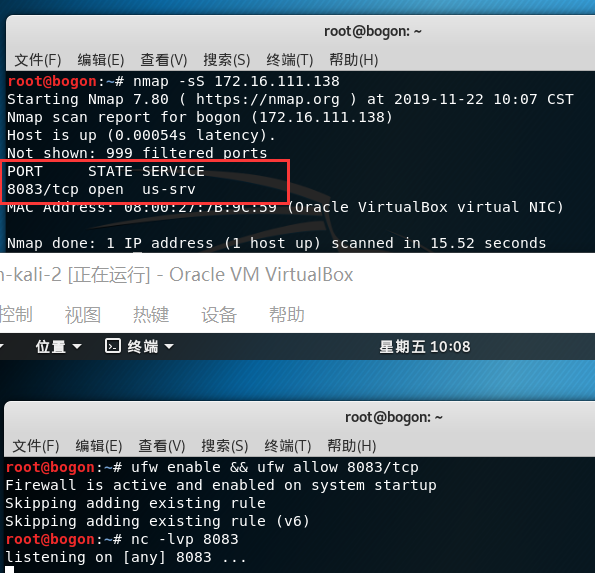 root@bogon: ~
文件(F) 编辑(E) 查看(V) 搜索(S) 终端(T) 帮助(H)
root@bogon:~# nmap -sS 172.16.111.138
Starting Nmap 7.80 ( https://nmap.org ) at 2019-11-22 10:07 CST
Nmap scan report for bogon (172.16.111.138)
Host is up (0.00054s latency).
Not shown: 999 filtered ports
PORT STATE SERVICE
8083/tcp open us-srv
MAC Address: 08:00:27:7B:9C:59 (Oracle VirtualBox virtual NIC)
Nmap done: 1 IP address (1 host up) scanned in 15.52 seconds
n-kali-2 [正在运行] - Oracle VM VirtualBox
控制 视图 热键 设备 帮助
位置 终端 星期五 10:08
root@bogon: ~
文件(F) 编辑(E) 查看(V) 搜索(S) 终端(T) 帮助(H)
root@bogon:~# ufw enable && ufw allow 8083/tcp
Firewall is active and enabled on system startup
Skipping adding existing rule
Skipping adding existing rule (v6)
root@bogon:~# nc -lvp 8083
listening on [any] 8083 ...